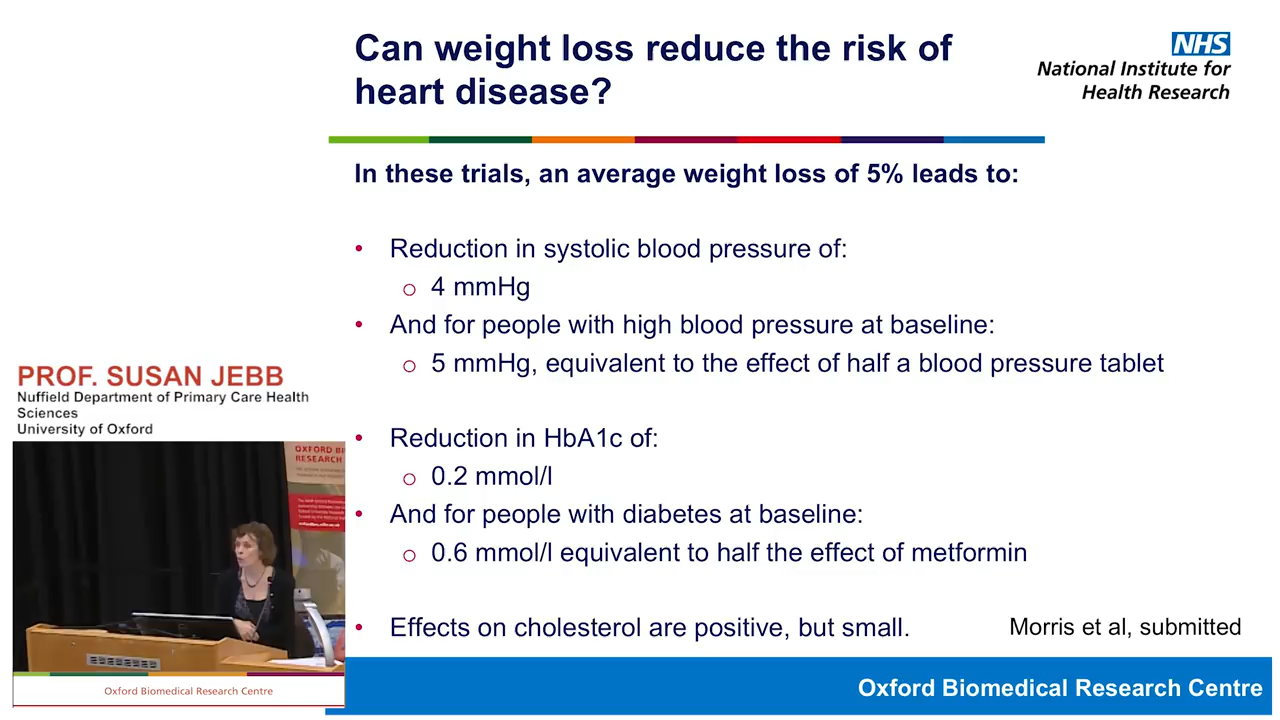 Can weight loss reduce the risk of
heart disease?
NHS
National Institute for
Health Research
In these trials, an average weight loss of 5% leads to:
• Reduction in systolic blood pressure of:
o 4 mmHg
• And for people with high blood pressure at baseline:
o 5 mmHg, equivalent to the effect of half a blood pressure tablet
• Reduction in HbA1c of:
o 0.2 mmol/l
• And for people with diabetes at baseline:
o 0.6 mmol/l equivalent to half the effect of metformin
• Effects on cholesterol are positive, but small.
Morris et al, submitted
PROF. SUSAN JEBB
Nuffield Department of Primary Care Health
Sciences
University of Oxford
OXFORD BI
RESEARCH
Oxford Biomedical Research Centre
Oxford Biomedical Research Centre